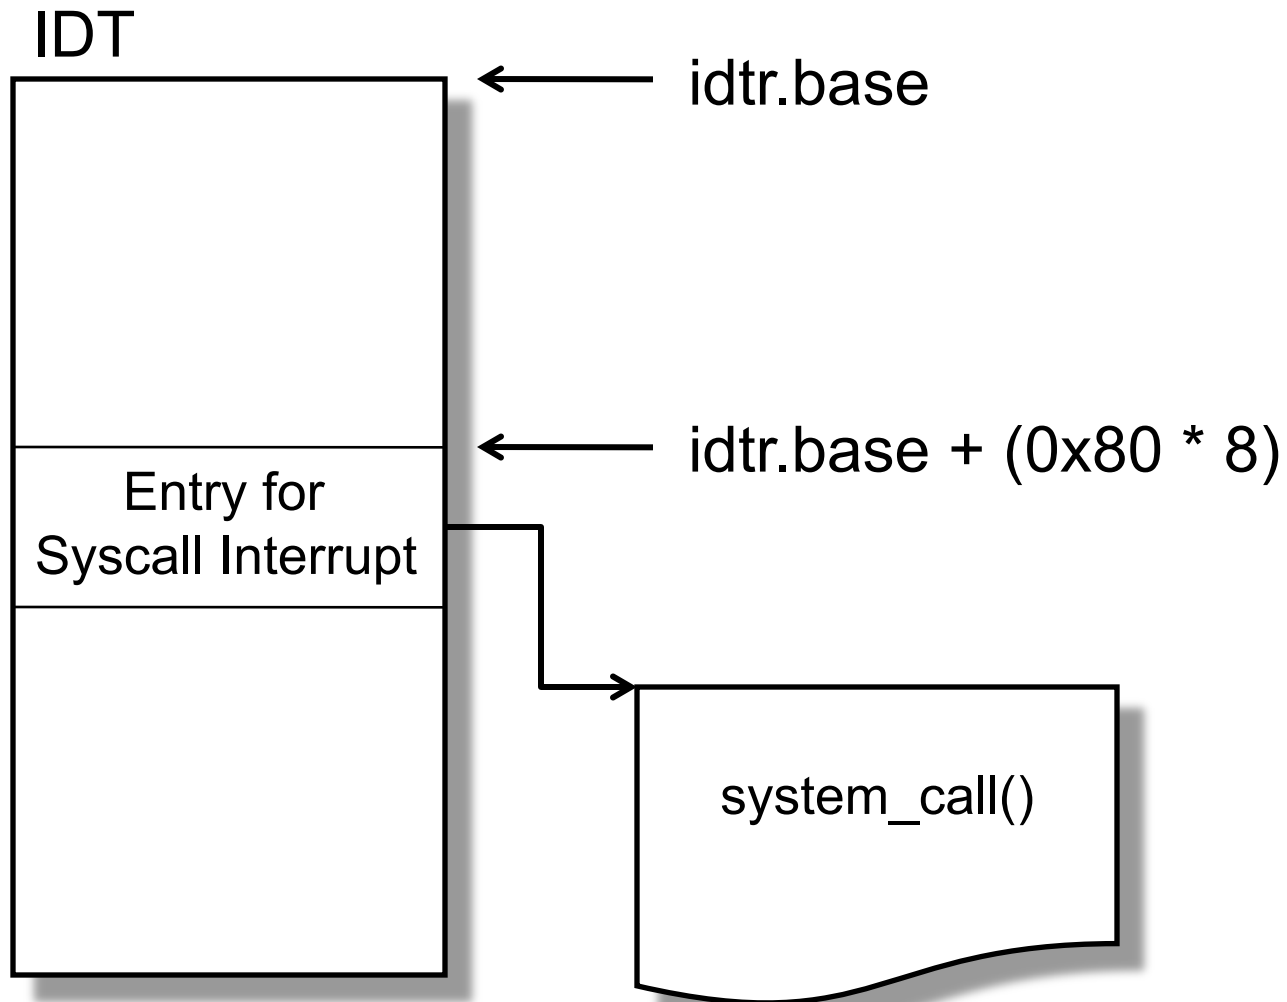 IDT
idtr.base
idtr.base + (0x80 * 8)
Entry for
Syscall Interrupt
system_call()